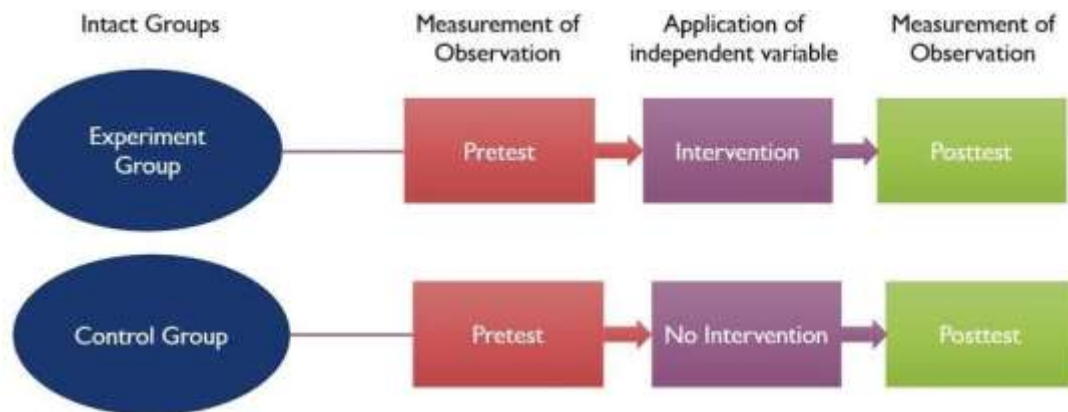 Intact Groups
Measurement of
Observation
Application of
independent variable
Measurement of
Observation
Experiment
Group
Pretest
Intervention
Posttest
Control Group
Pretest
No Intervention
Posttest